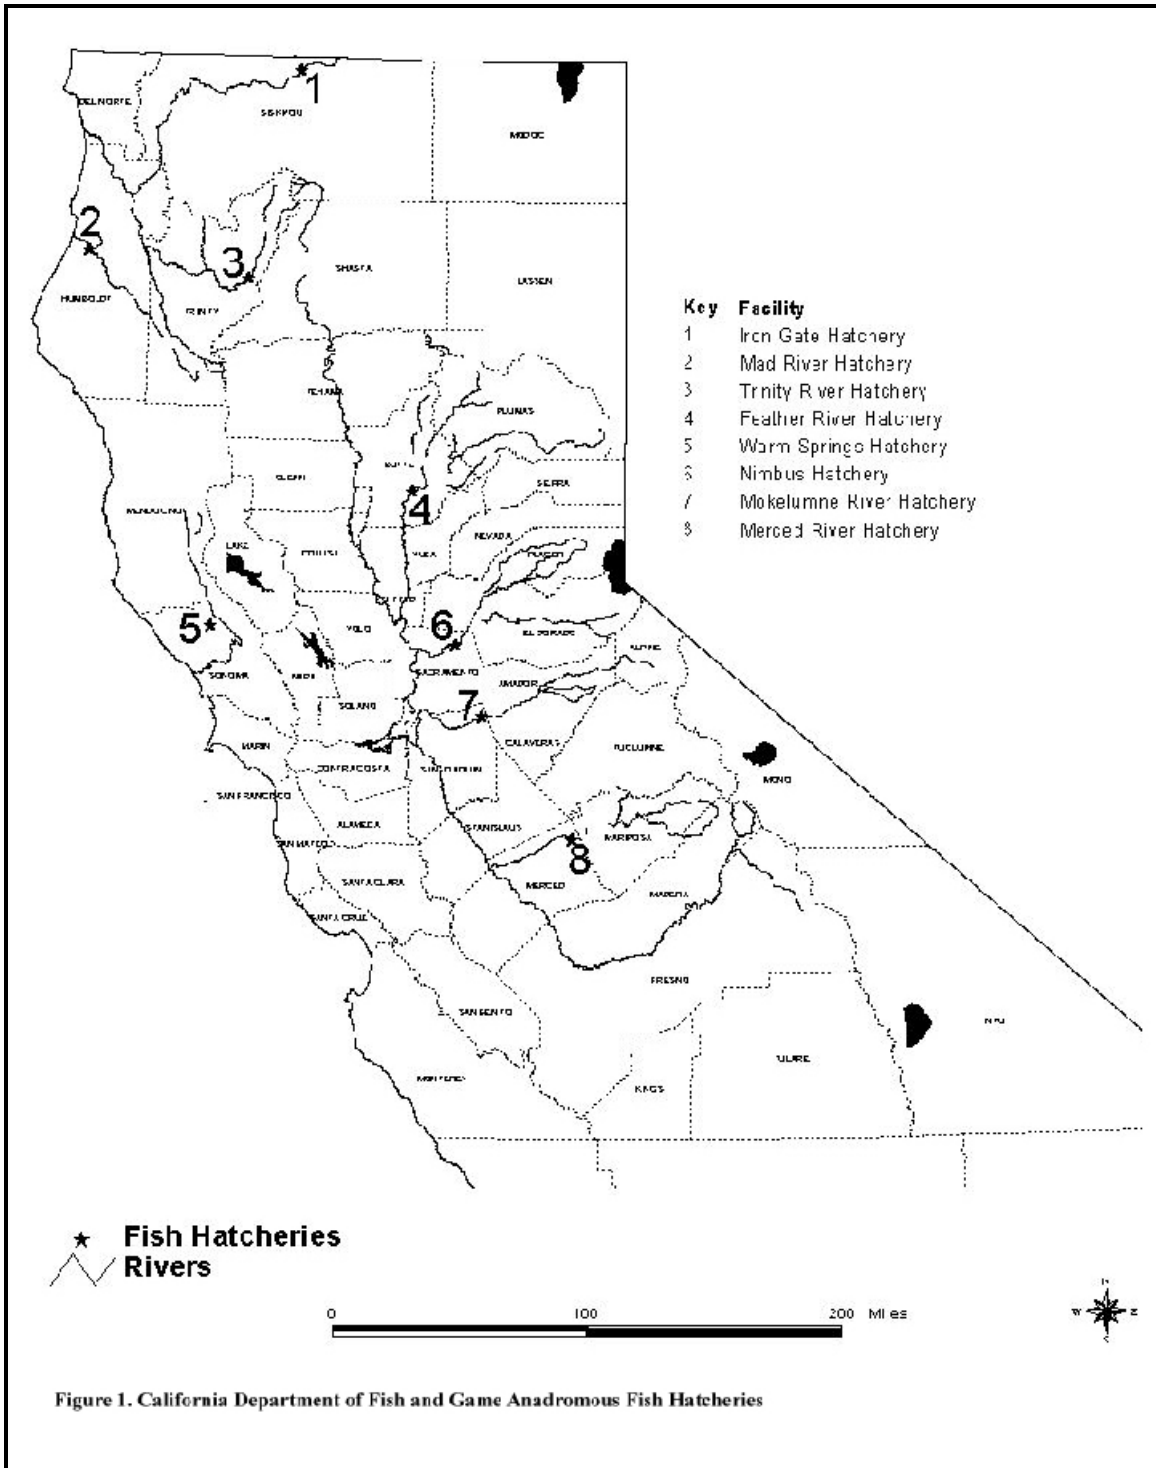 1
DEL NORTE
SISKIYOU
MODOC
2
3
SHASTA
LASSEN
HUMBOLDT
TRINITY
Key Facility
1 Iron Gate Hatchery
2 Mad River Hatchery
3 Trinity River Hatchery
4 Feather River Hatchery
5 Warm Springs Hatchery
6 Nimbus Hatchery
7 Mokelumne River Hatchery
8 Merced River Hatchery
TEHAMA
PLUMAS
BUTTE
GLENN
SIERRA
4
MENDOCINO
NEVADA
LAKE
COLUSA
YUBA
PLACER
5
6
YOLO
EL DORADO
ALPINE
SONOMA
NAPA
SACRAMENTO
AMADOR
7
SOLANO
MARIN
CALAVERAS
TUOLUMNE
CONTRA COSTA
SAN JOAQUIN
MONO
SAN FRANCISCO
ALAMEDA
STANISLAUS
MARIPOSA
SAN MATEO
8
SANTA CLARA
MERCED
MADERA
SANTA CRUZ
FRESNO
SAN BENITO
INYO
TULARE
MONTEREY
KINGS
Fish Hatcheries
Rivers
0 100 200 Miles
N
W E
S
Figure 1. California Department of Fish and Game Anadromous Fish Hatcheries